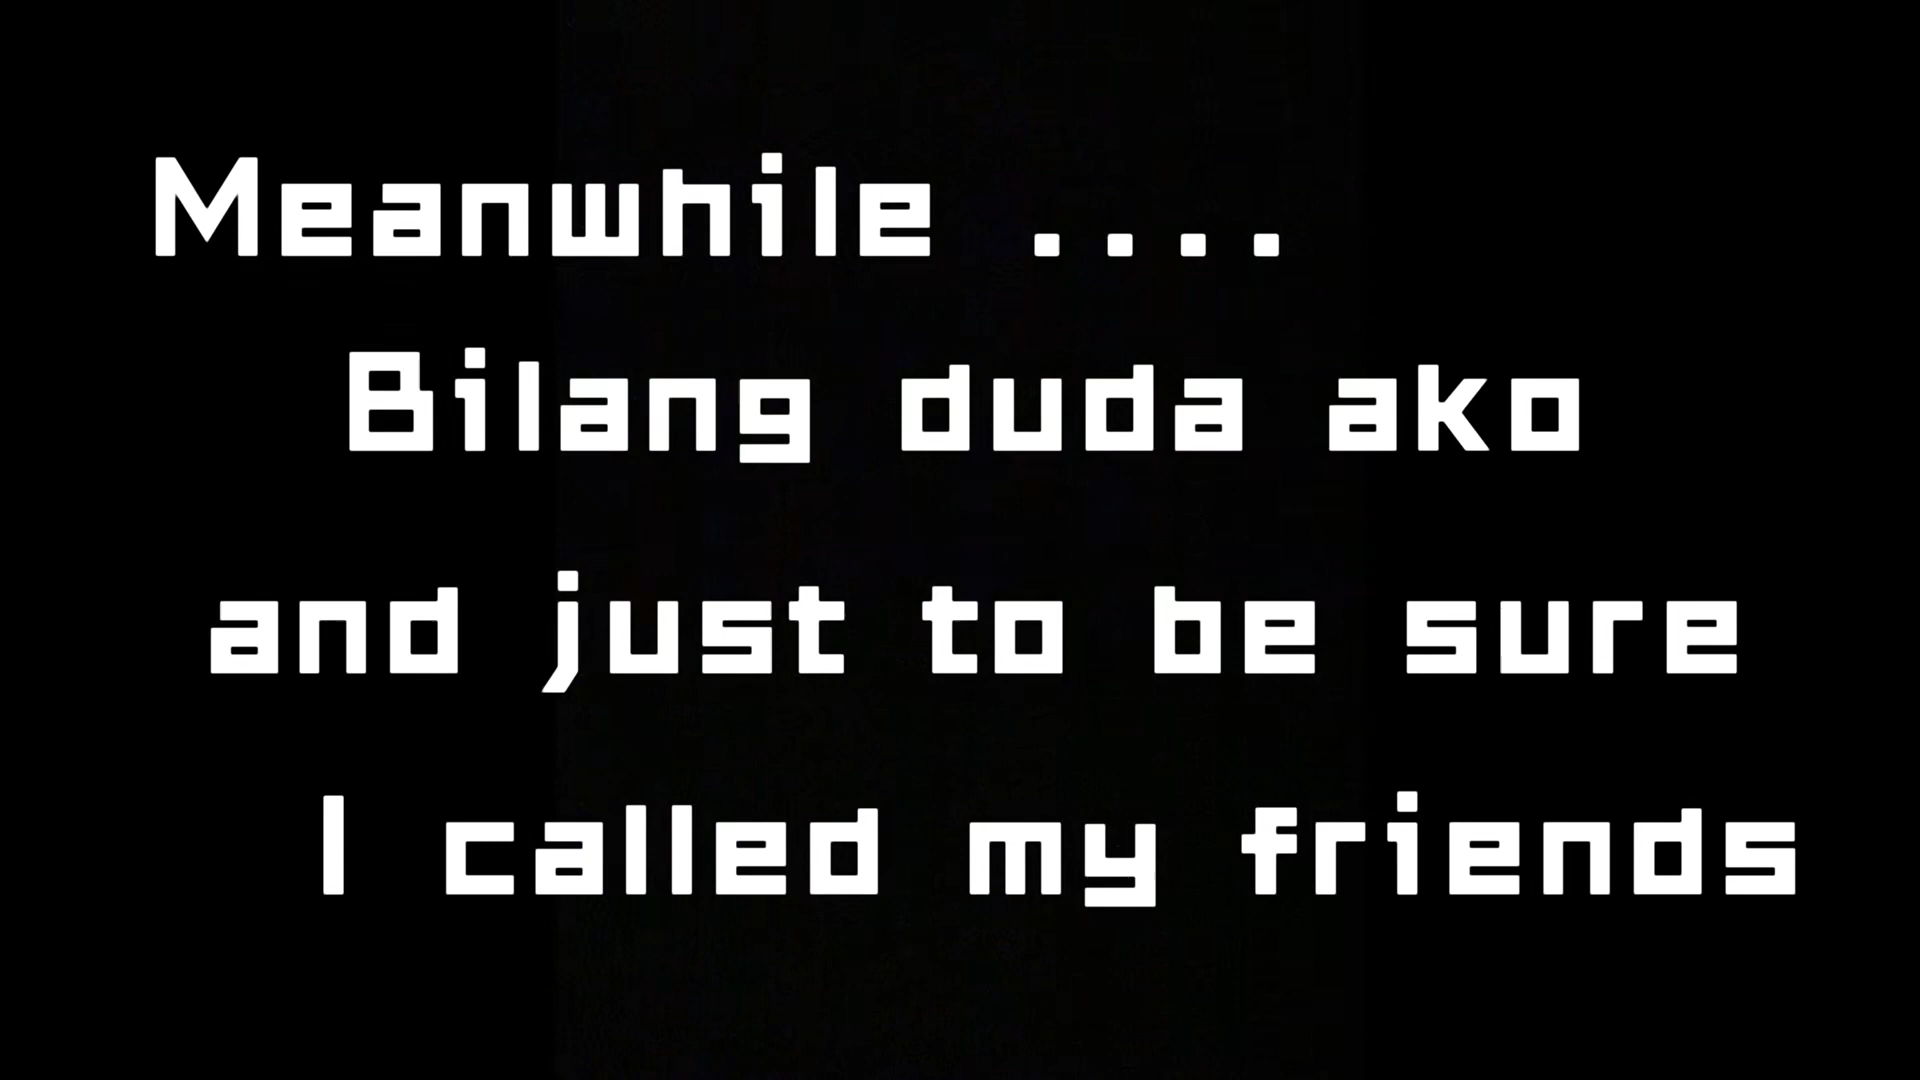 Meanwhile ....
Bilang duda ako
and just to be sure
I called my friends